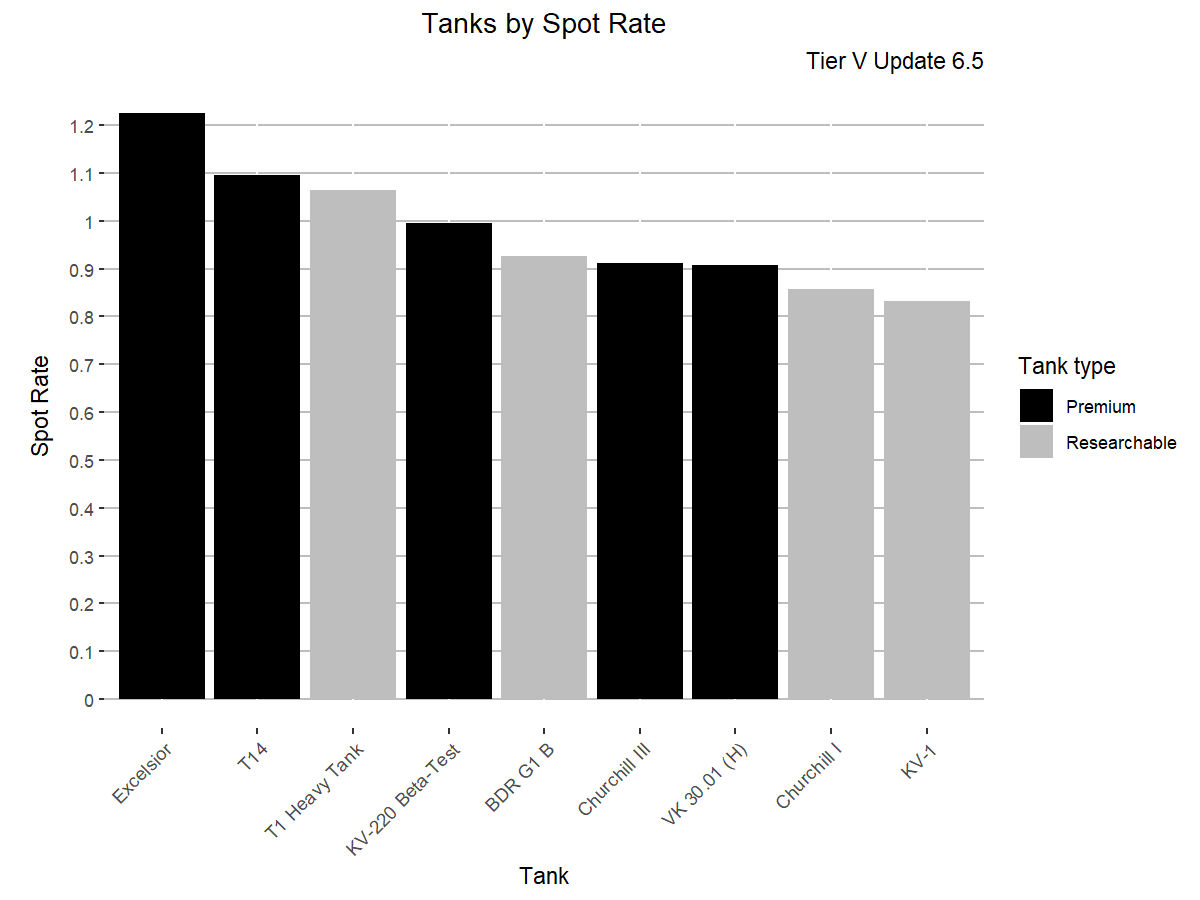 Tanks by Spot Rate
Tier V Update 6.5
Spot Rate
1.2
1.1
1
0.9
0.8
0.7
0.6
0.5
0.4
0.3
0.2
0.1
0
Excelsior
T14
T1 Heavy Tank
KV-220 Beta-Test
BDR G1 B
Churchill III
VK 30.01 (H)
Churchill I
KV-1
Tank
Tank type
Premium
Researchable